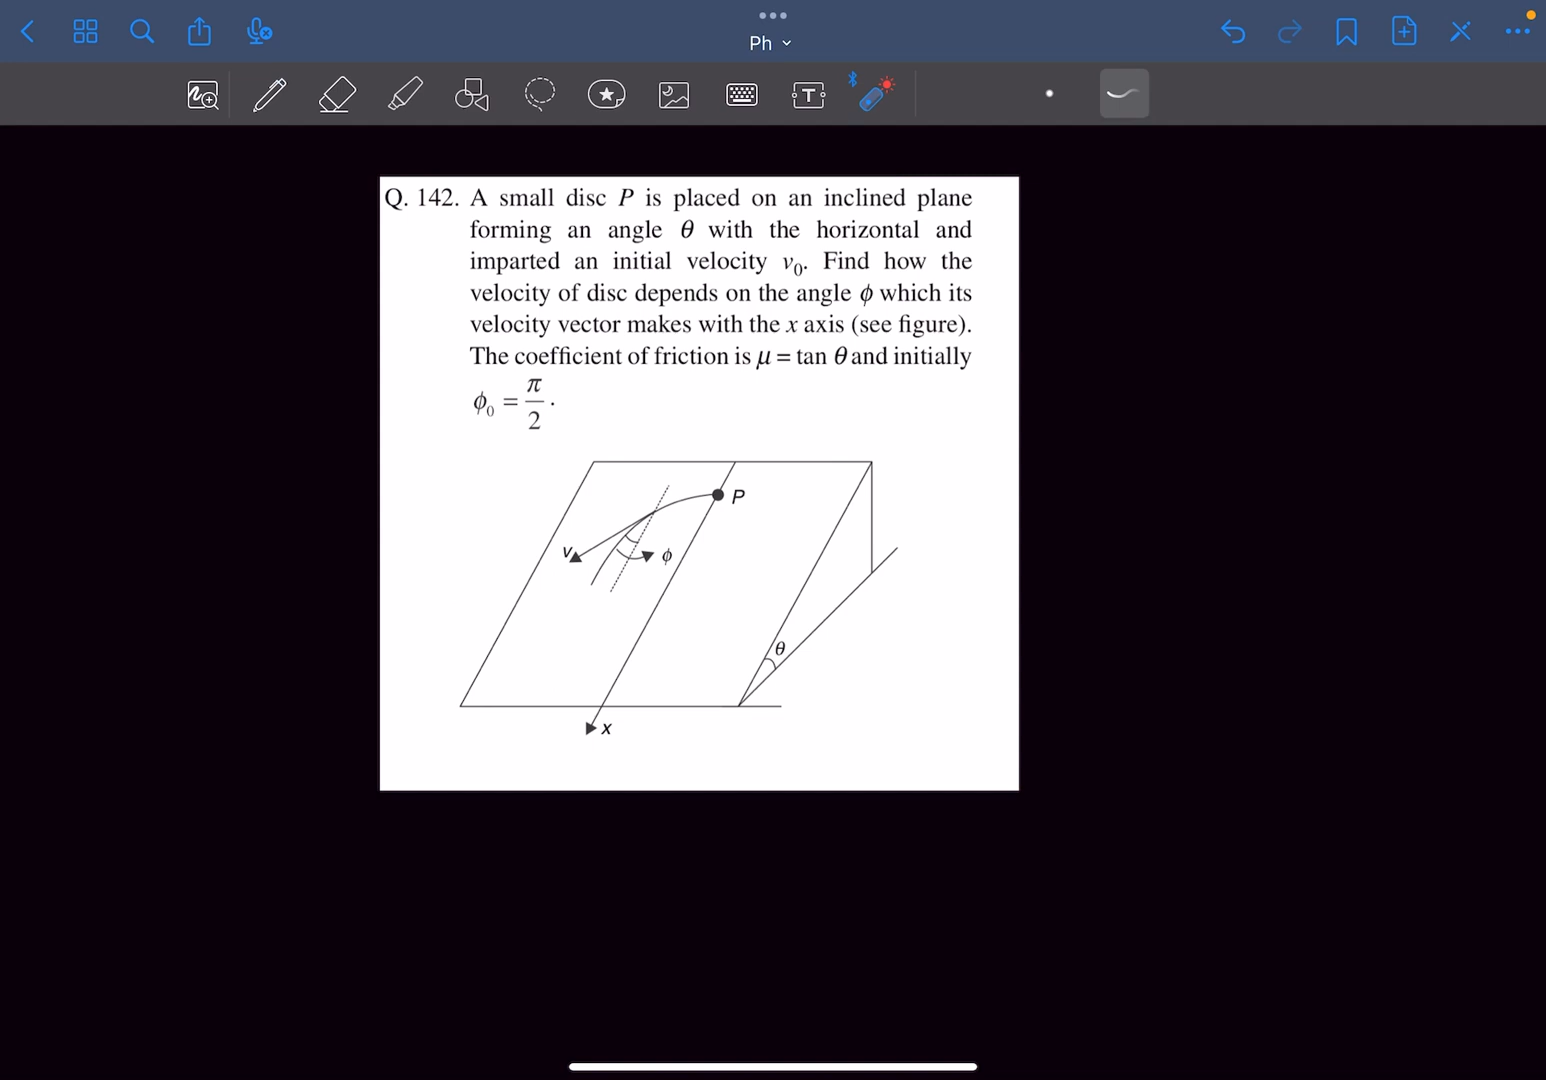 Ph
T
Q. 142. A small disc P is placed on an inclined plane
forming an angle θ with the horizontal and
imparted an initial velocity v₀. Find how the
velocity of disc depends on the angle ϕ which its
velocity vector makes with the x axis (see figure).
The coefficient of friction is μ = tan θ and initially
ϕ₀ = π/2 .
P
v
ϕ
θ
x